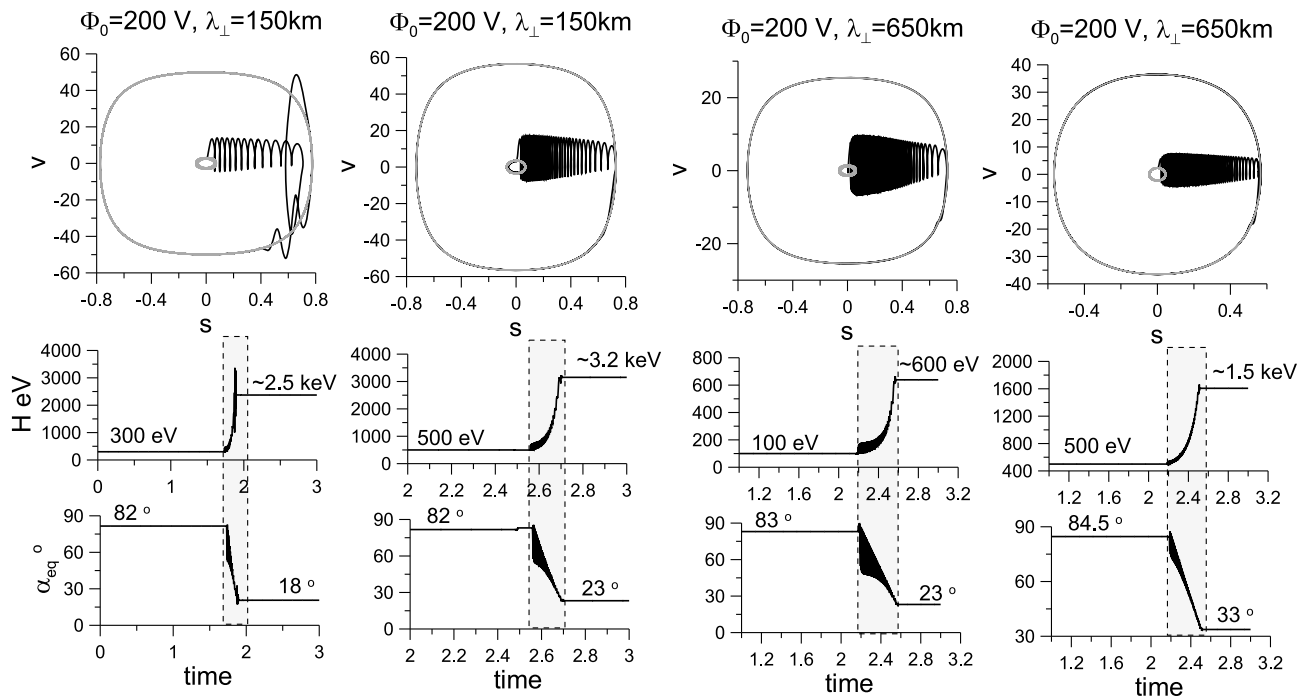 Φ₀=200 V, λ⊥=150km
Φ₀=200 V, λ⊥=150km
Φ₀=200 V, λ⊥=650km
Φ₀=200 V, λ⊥=650km
v
60
40
20
0
-20
-40
-60
-0.8 -0.4 0 0.4 0.8
s
v
60
40
20
0
-20
-40
-60
-0.8 -0.4 0 0.4 0.8
s
v
20
0
-20
-0.8 -0.4 0 0.4 0.8
s
v
40
30
20
10
0
-10
-20
-30
-40
-0.4 0 0.4
s
H eV
4000
3000
2000
1000
0
300 eV
~2.5 keV
0 1 2 3
4000
3000
2000
1000
0
500 eV
~3.2 keV
2 2.2 2.4 2.6 2.8 3
800
600
400
200
0
100 eV
~600 eV
1.2 1.6 2 2.4 2.8 3.2
2000
1600
1200
800
400
500 eV
~1.5 keV
1.2 1.6 2 2.4 2.8 3.2
αeq°
90
60
30
0
82 °
18 °
0 1 2 3
time
90
60
30
0
82 °
23 °
2 2.2 2.4 2.6 2.8 3
time
90
60
30
0
83 °
23 °
1.2 1.6 2 2.4 2.8 3.2
time
90
60
30
84.5 °
33 °
1.2 1.6 2 2.4 2.8 3.2
time